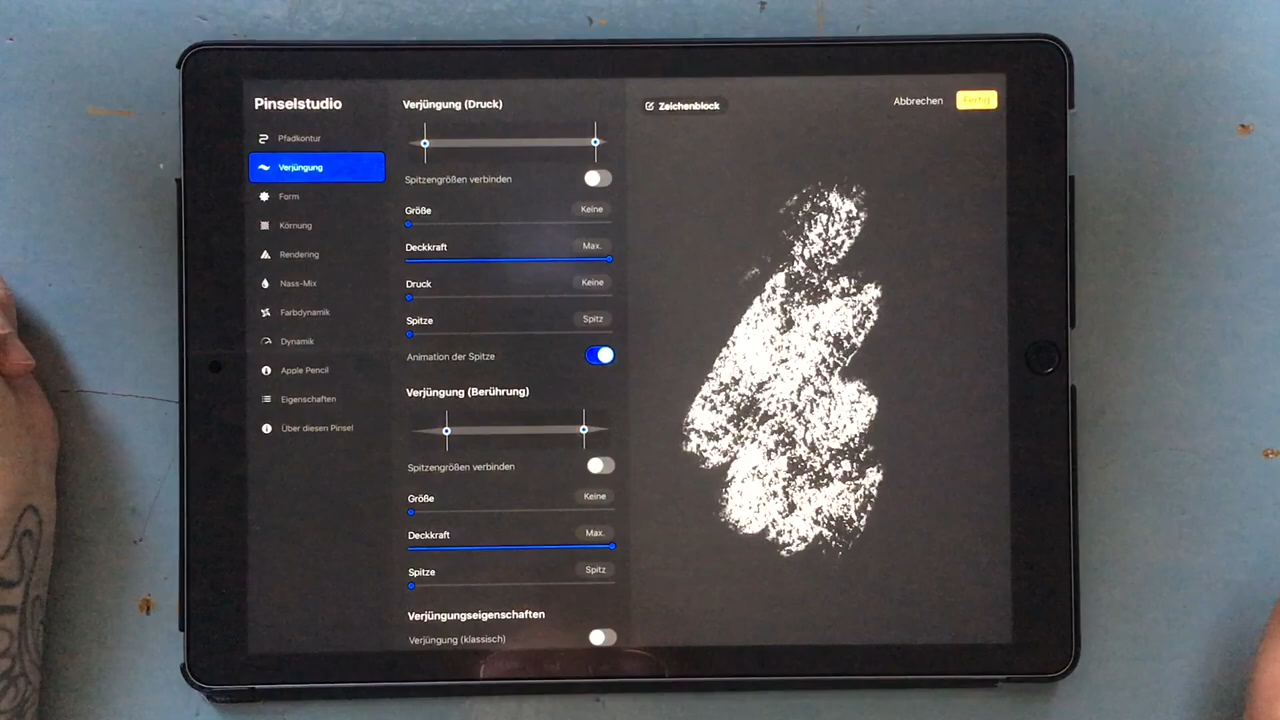 Pinselstudio
Pfadkontur
Verjüngung
Form
Körnung
Rendering
Nass-Mix
Farbdynamik
Dynamik
Apple Pencil
Eigenschaften
Über diesen Pinsel
Verjüngung (Druck)
Spitzengrößen verbinden
Größe Keine
Deckkraft Max.
Druck Keine
Spitze Spitz
Animation der Spitze
Verjüngung (Berührung)
Spitzengrößen verbinden
Größe Keine
Deckkraft Max.
Spitze Spitz
Verjüngungseigenschaften
Verjüngung (klassisch)
Zeichenblock
Abbrechen Fertig